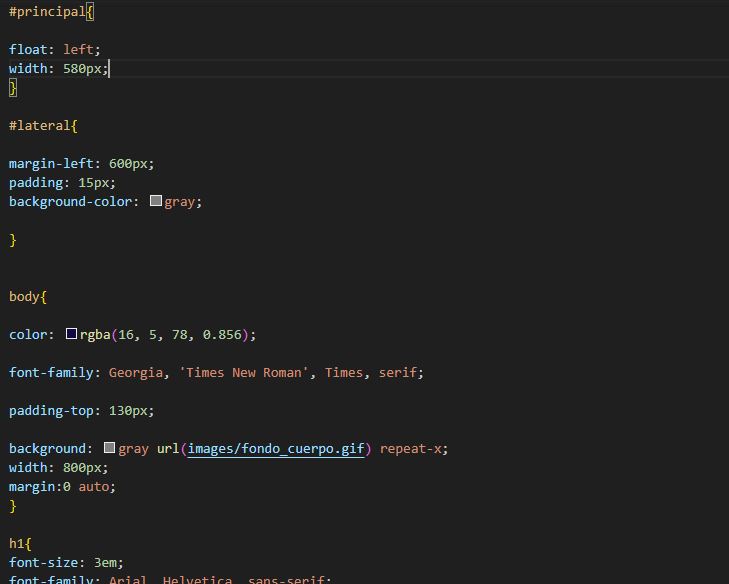 #principal{
float: left;
width: 580px;
}
#lateral{
margin-left: 600px;
padding: 15px;
background-color: gray;
}
body{
color: rgba(16, 5, 78, 0.856);
font-family: Georgia, 'Times New Roman', Times, serif;
padding-top: 130px;
background: gray url(images/fondo_cuerpo.gif) repeat-x;
width: 800px;
margin:0 auto;
}
h1{
font-size: 3em;
font-family: Arial, Helvetica, sans-serif;